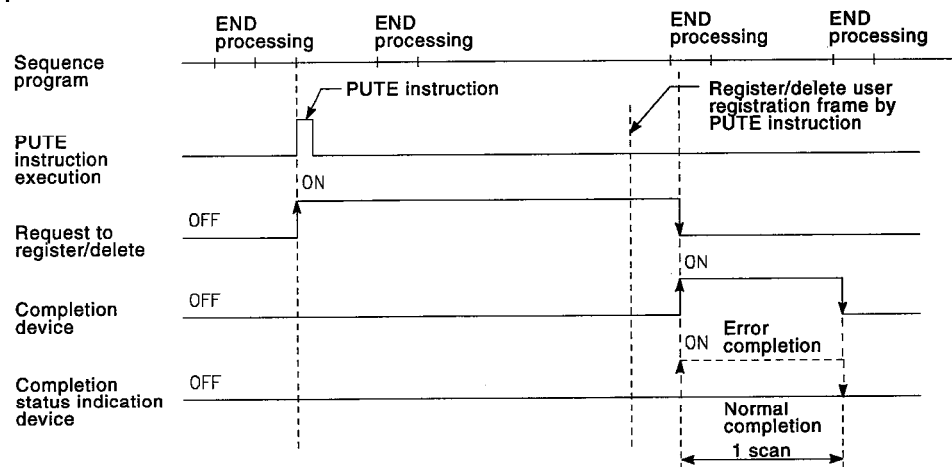 END
processing
END
processing
END
processing
END
processing
Sequence
program
PUTE instruction
Register/delete user
registration frame by
PUTE instruction
PUTE
instruction
execution
ON
OFF
Request to
register/delete
ON
OFF
Completion
device
ON
Error
completion
OFF
Completion
status indication
device
Normal
completion
1 scan